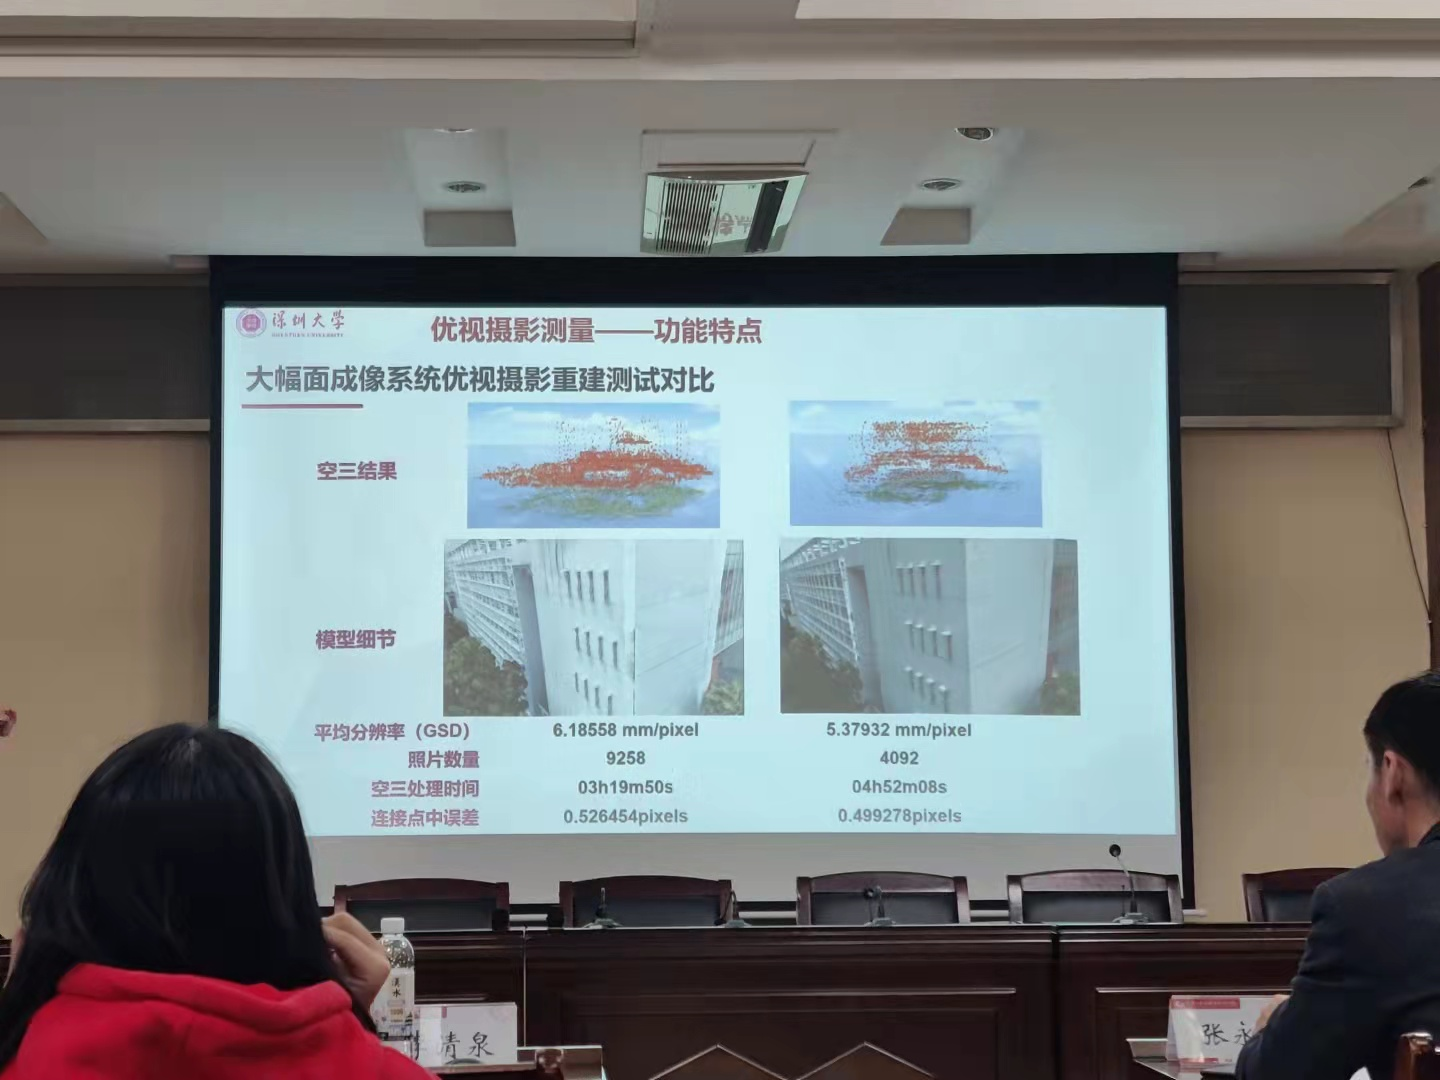 深圳大学
SHENZHEN UNIVERSITY
优视摄影测量——功能特点
大幅面成像系统优视摄影重建测试对比
空三结果
模型细节
平均分辨率（GSD） 6.18558 mm/pixel 5.37932 mm/pixel
照片数量 9258 4092
空三处理时间 03h19m50s 04h52m08s
连接点中误差 0.526454pixels 0.499278pixels
清泉
张永